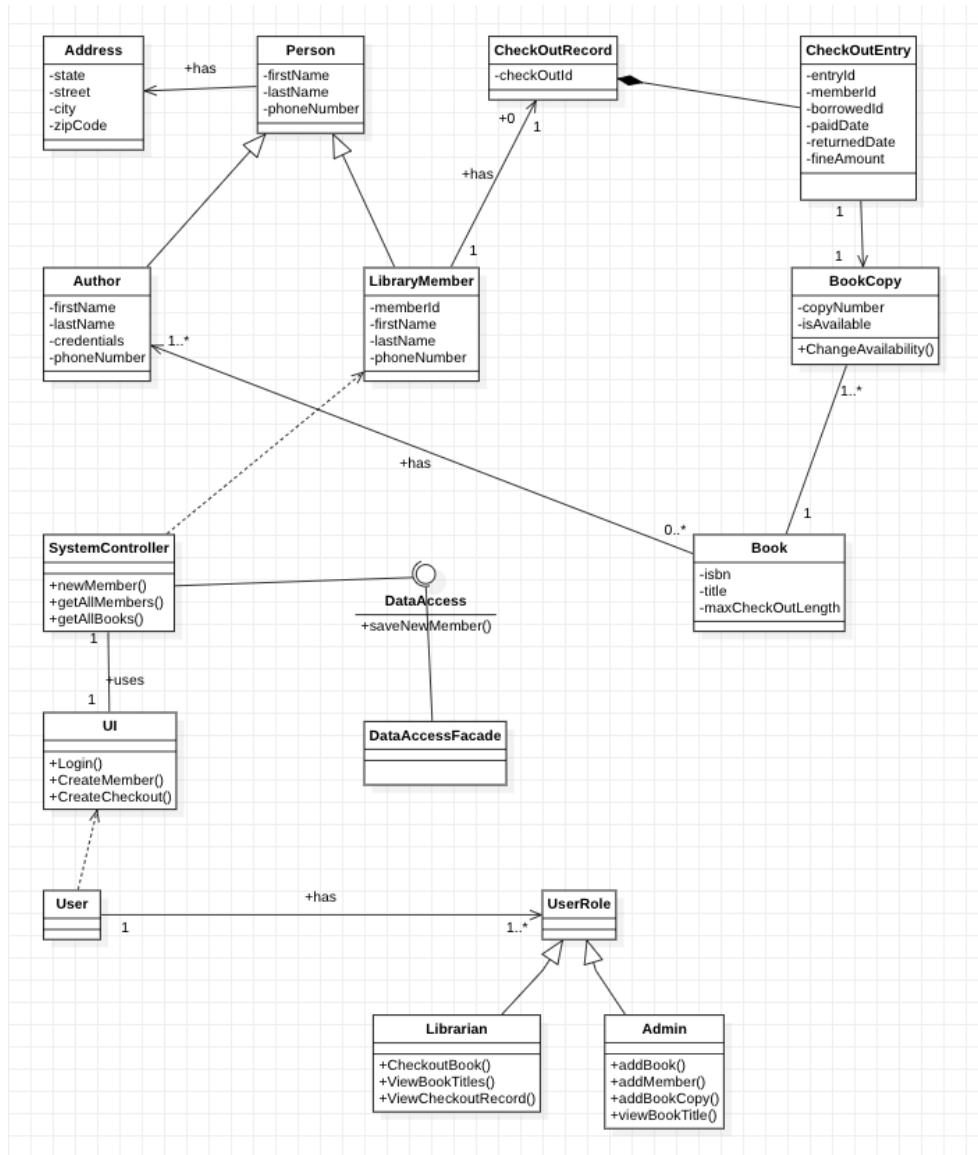 Address
-state
-street
-city
-zipCode
+has
Person
-firstName
-lastName
-phoneNumber
CheckOutRecord
-checkOutId
+0
1
+has
1
CheckOutEntry
-entryId
-memberId
-borrowedId
-paidDate
-returnedDate
-fineAmount
1
1
Author
-firstName
-lastName
-credentials
-phoneNumber
1..*
LibraryMember
-memberId
-firstName
-lastName
-phoneNumber
BookCopy
-copyNumber
-isAvailable
+ChangeAvailability()
1..*
1
+has
0..*
Book
-isbn
-title
-maxCheckOutLength
SystemController
+newMember()
+getAllMembers()
+getAllBooks()
1
+uses
1
DataAccess
+saveNewMember()
DataAccessFacade
UI
+Login()
+CreateMember()
+CreateCheckout()
User
1
+has
1..*
UserRole
Librarian
+CheckoutBook()
+ViewBookTitles()
+ViewCheckoutRecord()
Admin
+addBook()
+addMember()
+addBookCopy()
+viewBookTitle()